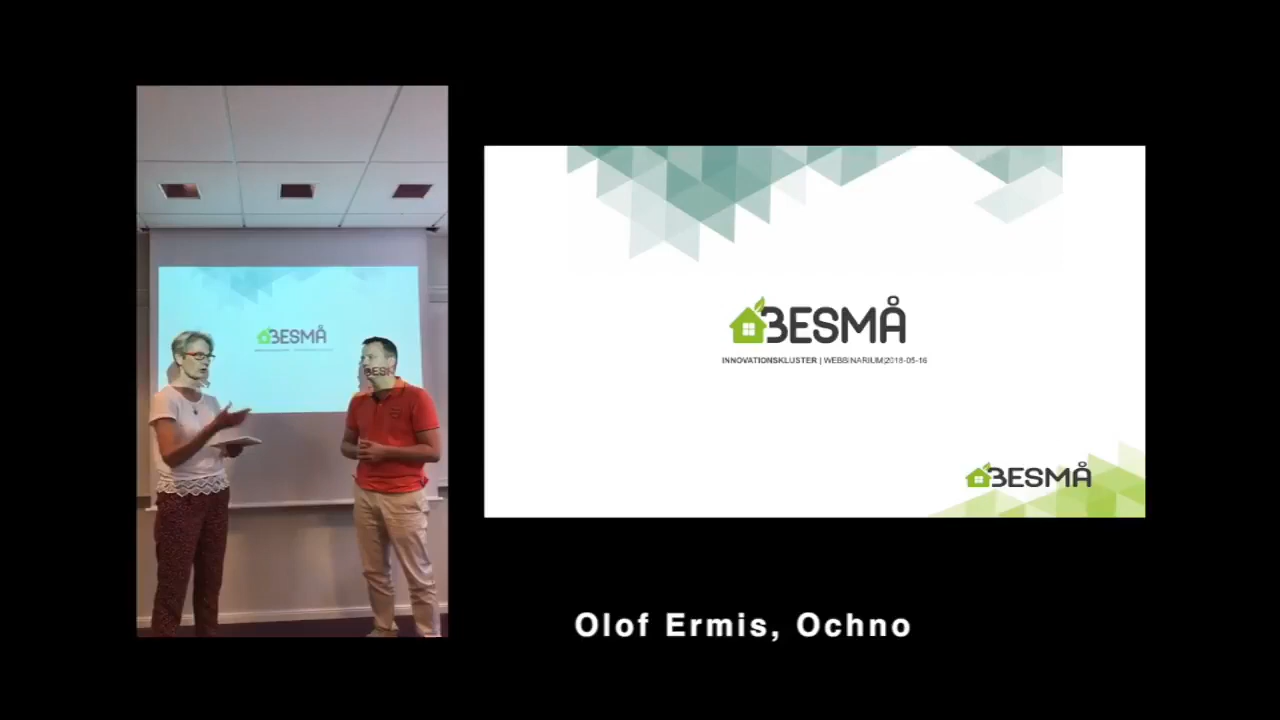 BESMÅ
BESMÅ
INNOVATIONSKLUSTER | WEBBINARIUM|2018-05-16
BESMÅ
Olof Ermis, Ochno